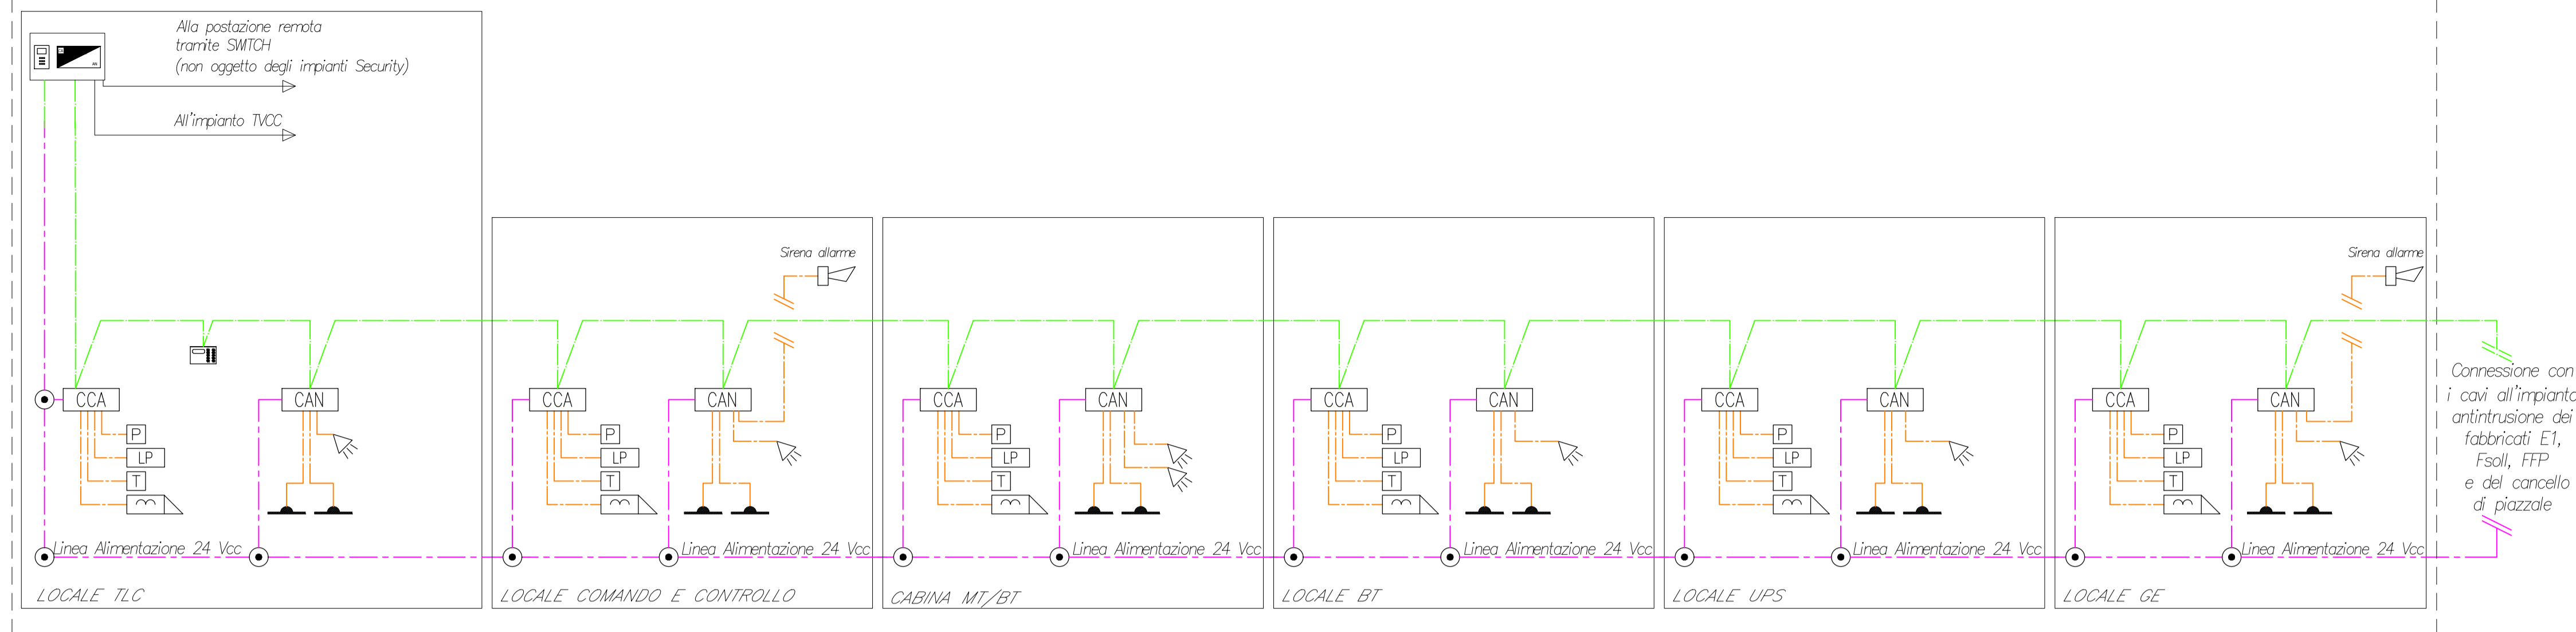 Alla postazione remota
tramite SWITCH
(non oggetto degli impianti Security)
AN
All'impianto TVCC
Sirena allarme
Sirena allarme
CCA
CAN
CCA
CAN
CCA
CAN
CCA
CAN
CCA
CAN
CCA
CAN
P
LP
T
P
LP
T
P
LP
T
P
LP
T
P
LP
T
P
LP
T
Connessione con
i cavi all'impianto
antintrusione dei
fabbricati E1,
Fsoll, FFP
e del cancello
di piazzale
Linea Alimentazione 24 Vcc
Linea Alimentazione 24 Vcc
Linea Alimentazione 24 Vcc
Linea Alimentazione 24 Vcc
Linea Alimentazione 24 Vcc
Linea Alimentazione 24 Vcc
LOCALE TLC
LOCALE COMANDO E CONTROLLO
CABINA MT/BT
LOCALE BT
LOCALE UPS
LOCALE GE